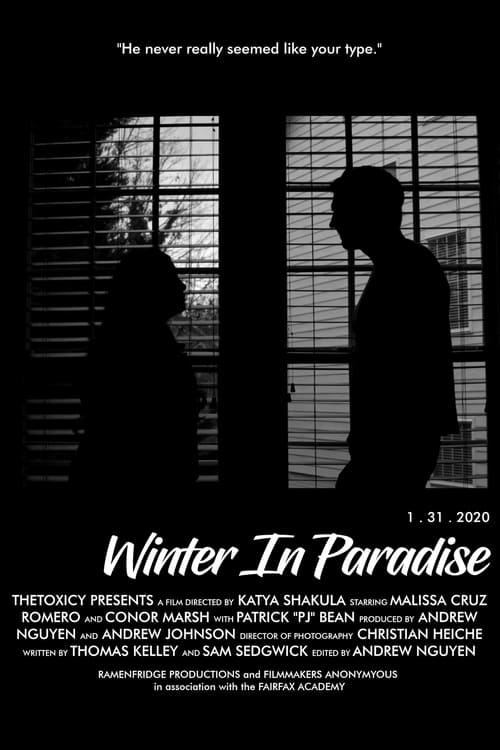 "He never really seemed like your type."
1 . 31 . 2020
Winter In Paradise
THETOXICY PRESENTS A FILM DIRECTED BY KATYA SHAKULA STARRING MALISSA CRUZ
ROMERO AND CONOR MARSH WITH PATRICK "PJ" BEAN PRODUCED BY ANDREW
NGUYEN AND ANDREW JOHNSON DIRECTOR OF PHOTOGRAPHY CHRISTIAN HEICHE
WRITTEN BY THOMAS KELLEY AND SAM SEDGWICK EDITED BY ANDREW NGUYEN
RAMENFRIDGE PRODUCTIONS and FILMMAKERS ANONYMYOUS
in association with the FAIRFAX ACADEMY